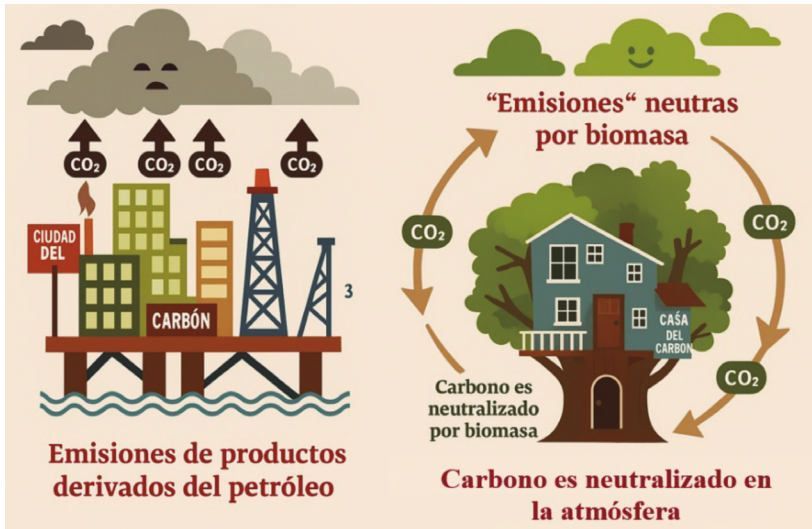 CO₂
CO₂
CO₂
CO₂
CIUDAD
DEL
3
CARBÓN
Emisiones de productos
derivados del petróleo
“Emisiones“ neutras
por biomasa
CO₂
CO₂
CAŚA
DEL
CARBON
CO₂
Carbono es
neutralizado
por biomasa
Carbono es neutralizado en
la atmósfera